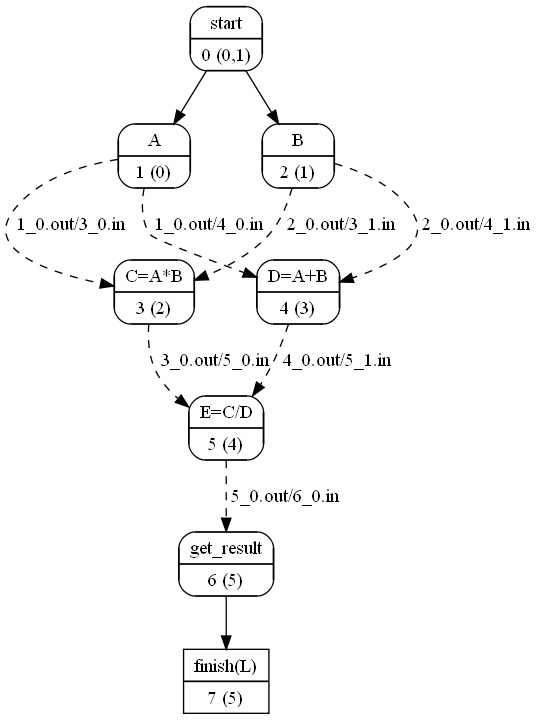 start
0 (0,1)
A
1 (0)
B
2 (1)
1_0.out/3_0.in
1_0.out/4_0.in
2_0.out/3_1.in
2_0.out/4_1.in
C=A*B
3 (2)
D=A+B
4 (3)
3_0.out/5_0.in
4_0.out/5_1.in
E=C/D
5 (4)
5_0.out/6_0.in
get_result
6 (5)
finish(L)
7 (5)